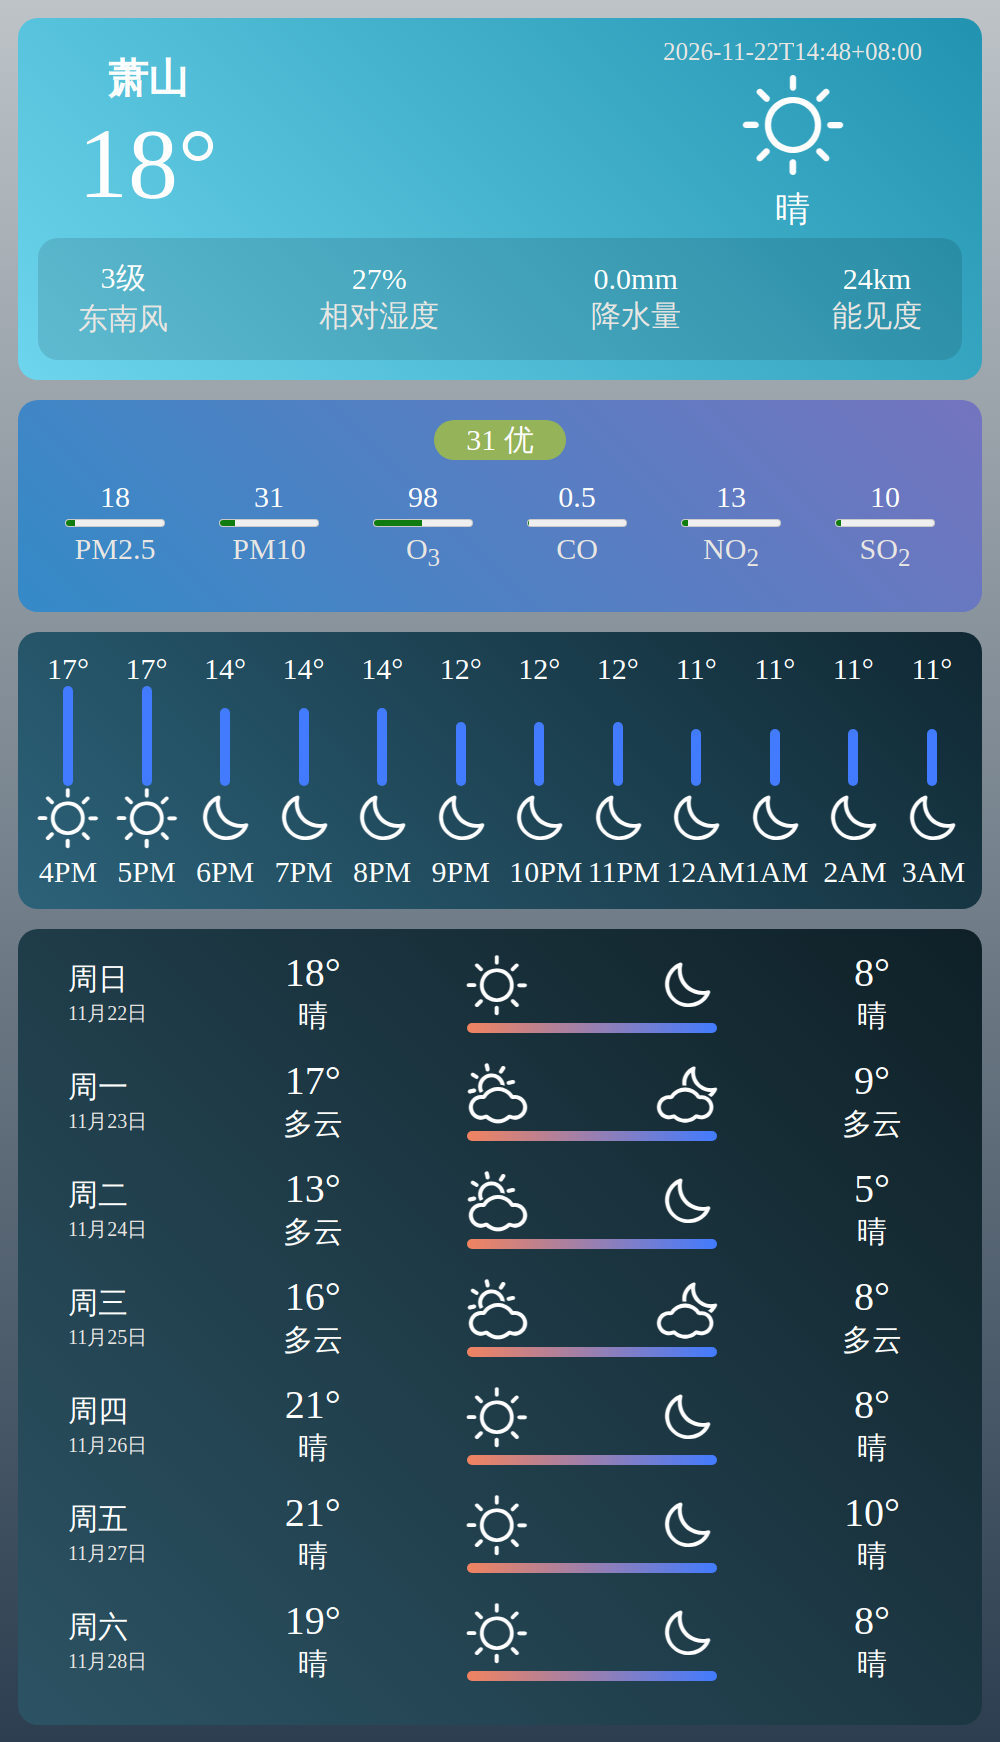 萧山
18°
2026-11-22T14:48+08:00
晴
3级 27% 0.0mm 24km
东南风 相对湿度 降水量 能见度
31 优
18 31 98 0.5 13 10
PM2.5 PM10 O3 CO NO2 SO2
17° 17° 14° 14° 14° 12° 12° 12° 11° 11° 11° 11°
4PM 5PM 6PM 7PM 8PM 9PM 10PM 11PM 12AM 1AM 2AM 3AM
周日 18° 8°
11月22日 晴 晴
周一 17° 9°
11月23日 多云 多云
周二 13° 5°
11月24日 多云 晴
周三 16° 8°
11月25日 多云 多云
周四 21° 8°
11月26日 晴 晴
周五 21° 10°
11月27日 晴 晴
周六 19° 8°
11月28日 晴 晴